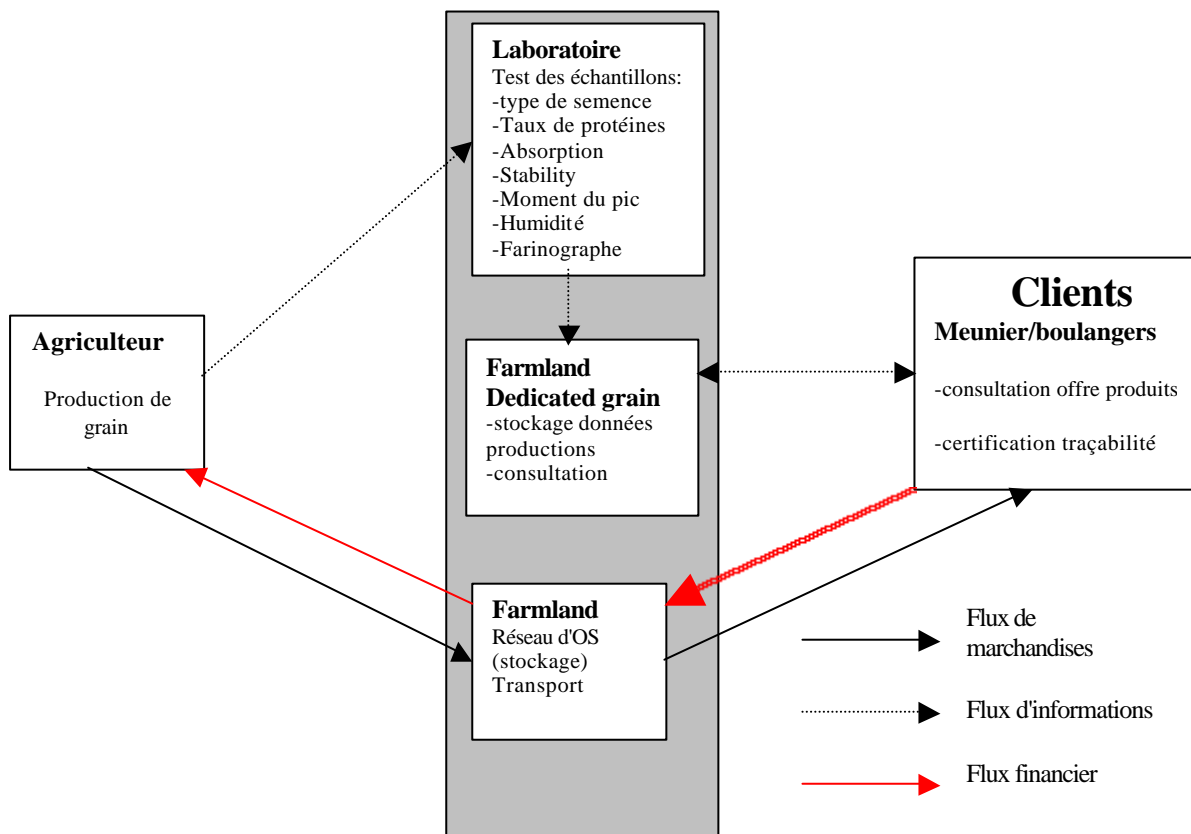 Laboratoire
Test des échantillons:
-type de semence
-Taux de protéines
-Absorption
-Stability
-Moment du pic
-Humidité
-Farinographe
Agriculteur
Production de
grain
Farmland
Dedicated grain
-stockage données
productions
-consultation
Clients
Meunier/boulangers
-consultation offre produits
-certification traçabilité
Farmland
Réseau d'OS
(stockage)
Transport
Flux de
marchandises
Flux d'informations
Flux financier